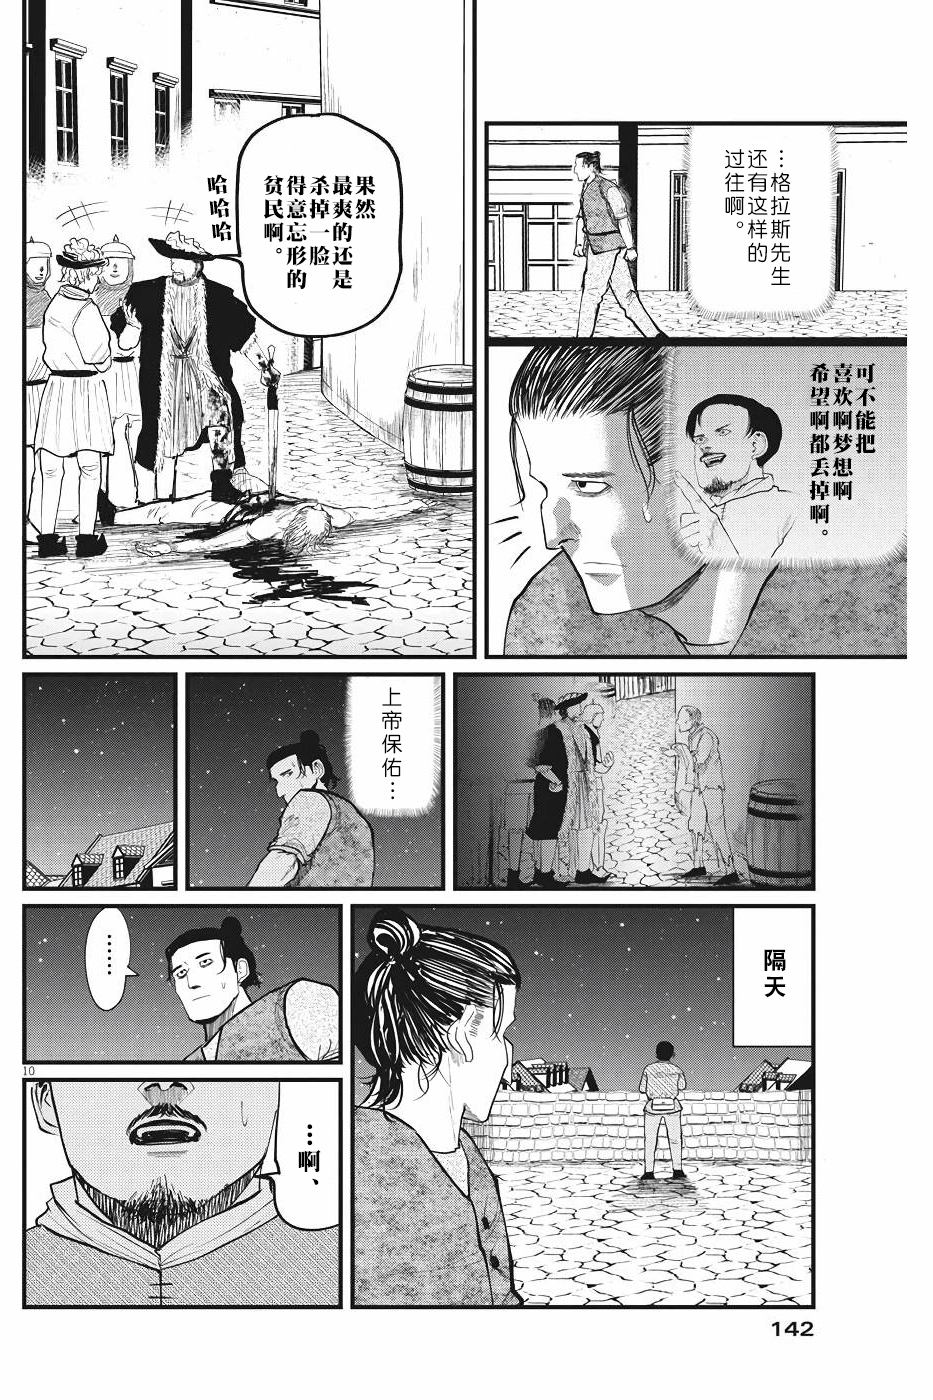 …格拉斯先生
还有这样的
过往啊。
可不能把
喜欢啊梦想啊
希望啊都丢掉啊。
果然
最爽的还是
杀掉一脸
得意忘形的
贫民啊。
哈哈哈
上帝保佑…
隔天
……
10
…啊、
142